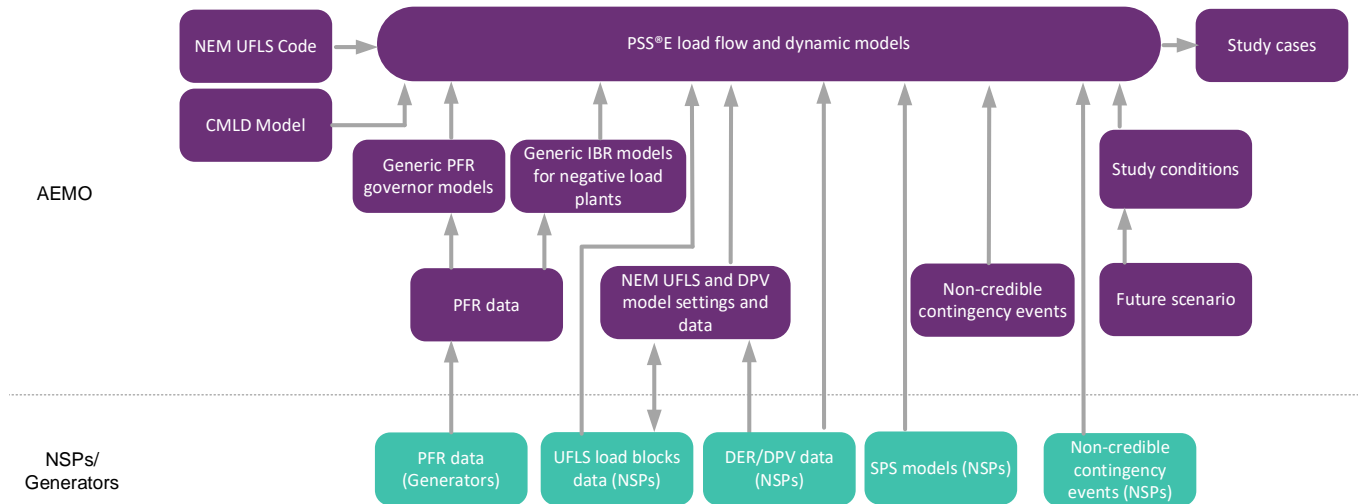 NEM UFLS Code
PSS®E load flow and dynamic models
Study cases
CMLD Model
Generic PFR
governor models
Generic IBR models
for negative load
plants
Study conditions
AEMO
PFR data
NEM UFLS and DPV
model settings and
data
Non-credible
contingency events
Future scenario
NSPs/
Generators
PFR data
(Generators)
UFLS load blocks
data (NSPs)
DER/DPV data
(NSPs)
SPS models (NSPs)
Non-credible
contingency
events (NSPs)